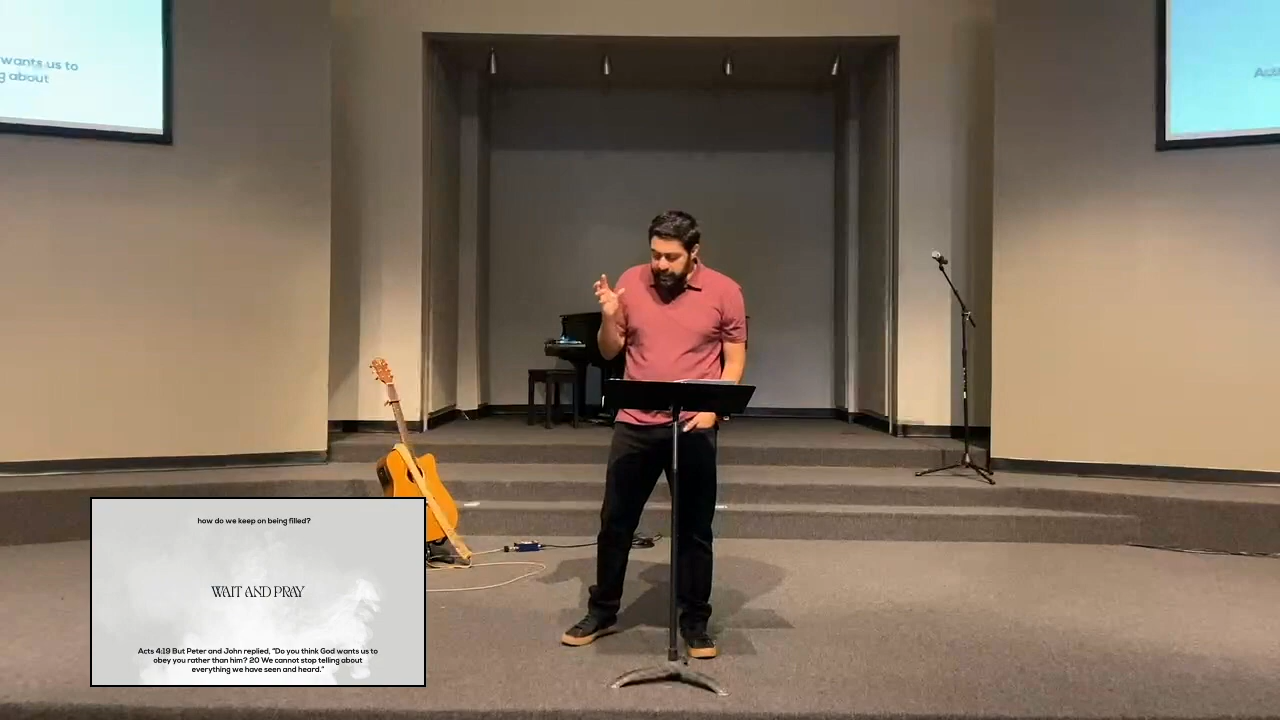 wants us to
g about
Act
how do we keep on being filled?
WAIT AND PRAY
Acts 4:19 But Peter and John replied, "Do you think God wants us to
obey you rather than him? 20 We cannot stop telling about
everything we have seen and heard."